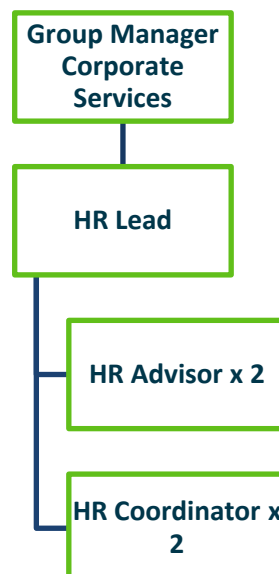 Group Manager
Corporate
Services
HR Lead
HR Advisor x 2
HR Coordinator x
2